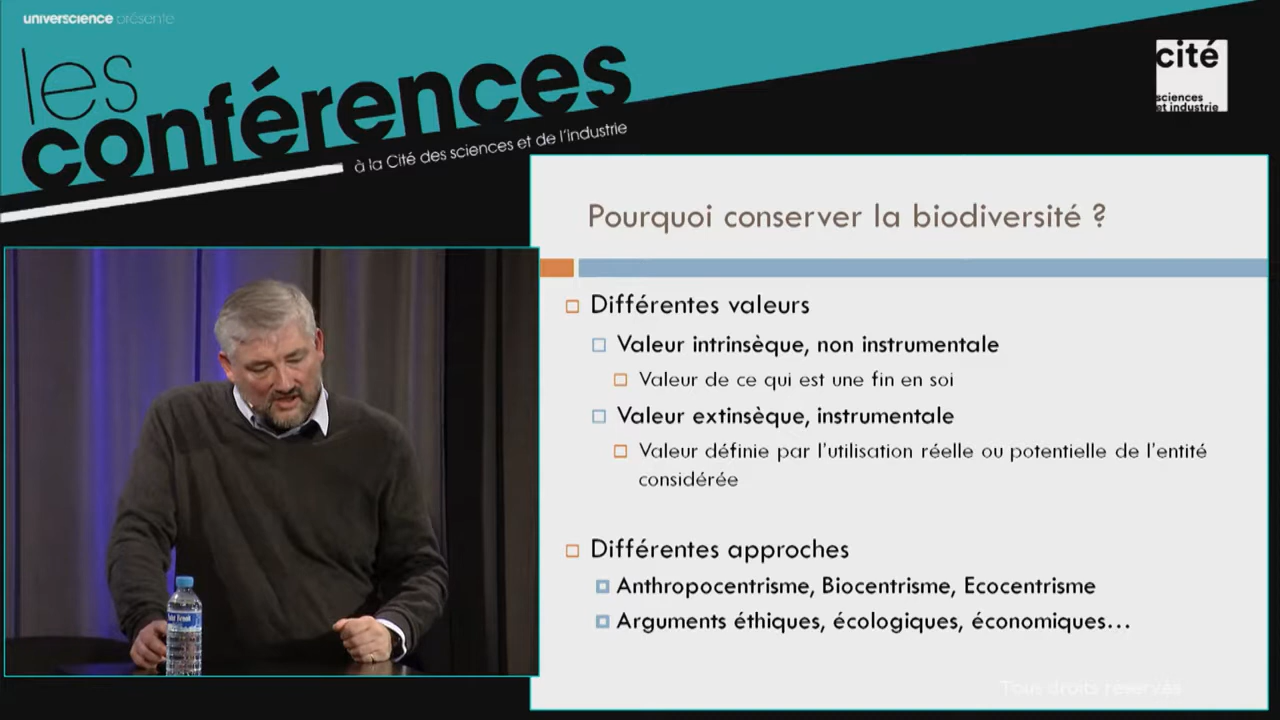 universcience présente
les
conférences
à la Cité des sciences et de l'industrie
cité
sciences
et industrie
Pourquoi conserver la biodiversité ?
Différentes valeurs
Valeur intrinsèque, non instrumentale
Valeur de ce qui est une fin en soi
Valeur extinsèque, instrumentale
Valeur définie par l'utilisation réelle ou potentielle de l'entité
considérée
Différentes approches
Anthropocentrisme, Biocentrisme, Ecocentrisme
Arguments éthiques, écologiques, économiques...
Tous droits réservés